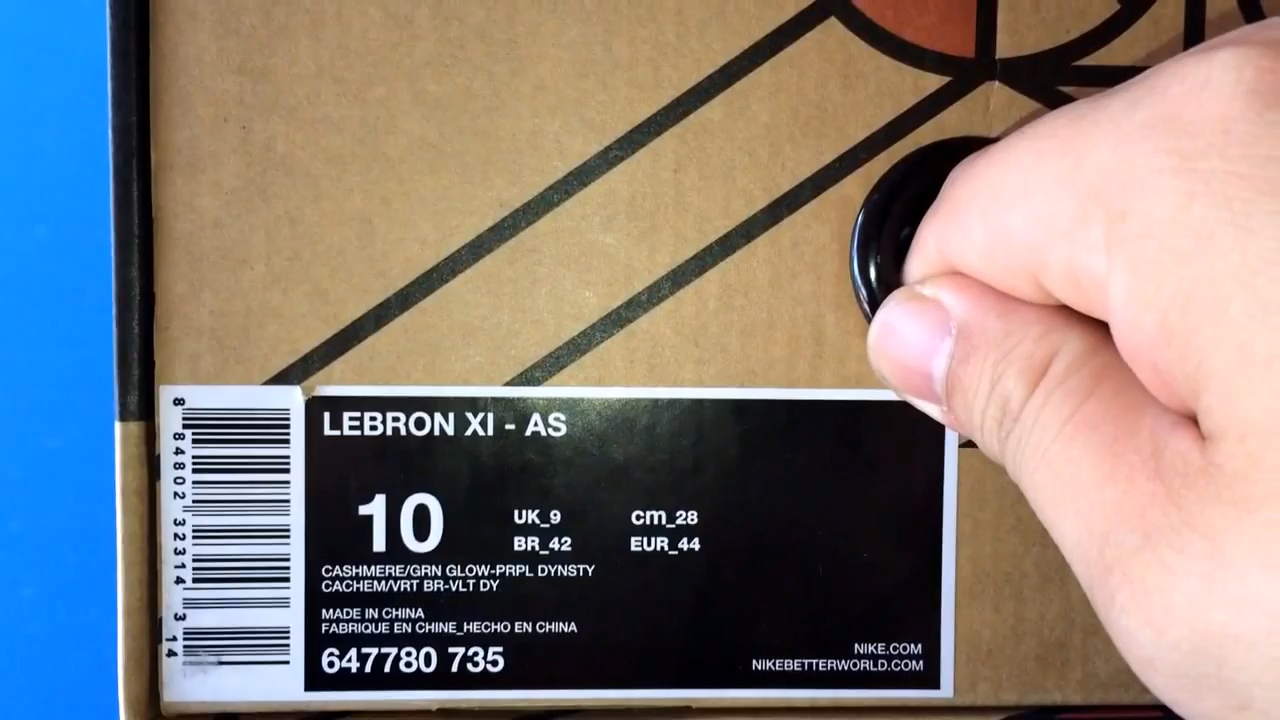 LEBRON XI - AS
10
UK_9 cm_28
BR_42 EUR_44
CASHMERE/GRN GLOW-PRPL DYNSTY
CACHEM/VRT BR-VLT DY
MADE IN CHINA
FABRIQUE EN CHINE_HECHO EN CHINA
647780 735
NIKE.COM
NIKEBETTERWORLD.COM
8 84802 32314 3 14